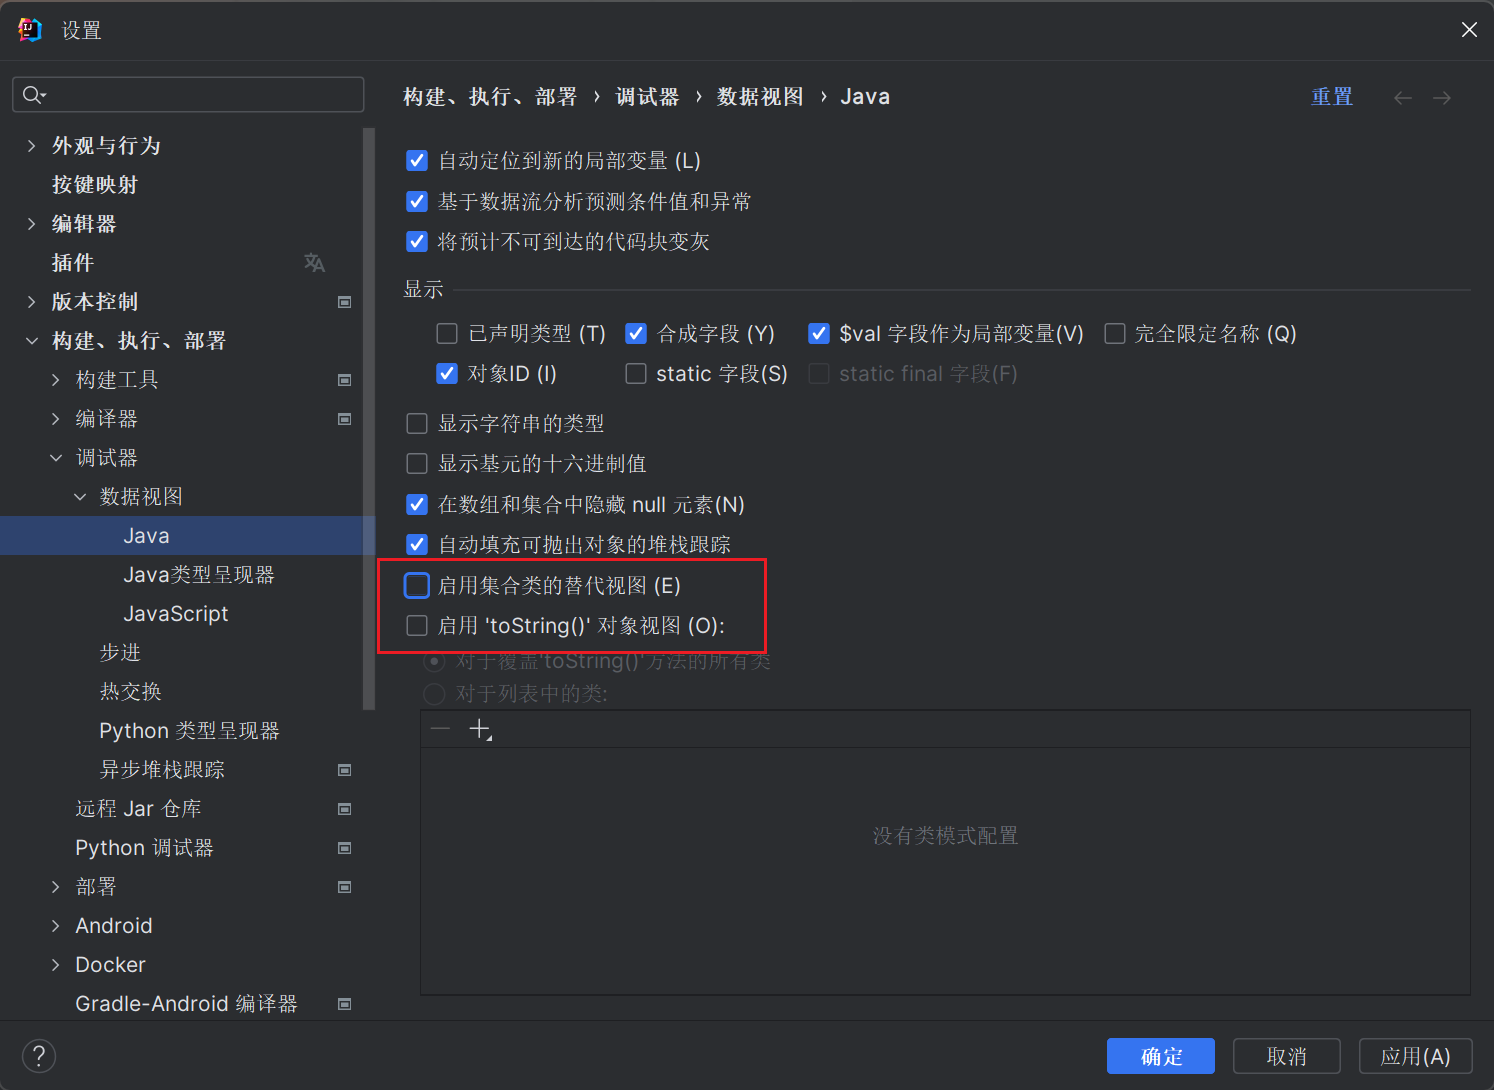 设置
构建、执行、部署 › 调试器 › 数据视图 › Java
重置
外观与行为
按键映射
编辑器
插件
版本控制
构建、执行、部署
构建工具
编译器
调试器
数据视图
Java
Java类型呈现器
JavaScript
步进
热交换
Python 类型呈现器
异步堆栈跟踪
远程 Jar 仓库
Python 调试器
部署
Android
Docker
Gradle-Android 编译器
自动定位到新的局部变量 (L)
基于数据流分析预测条件值和异常
将预计不可到达的代码块变灰
显示
已声明类型 (T) 合成字段 (Y) $val 字段作为局部变量(V) 完全限定名称 (Q)
对象ID (I) static 字段(S) static final 字段(F)
显示字符串的类型
显示基元的十六进制值
在数组和集合中隐藏 null 元素(N)
自动填充可抛出对象的堆栈跟踪
启用集合类的替代视图 (E)
启用 'toString()' 对象视图 (O):
对于覆盖'toString()'方法的所有类
对于列表中的类:
没有类模式配置
? 确定 取消 应用(A)